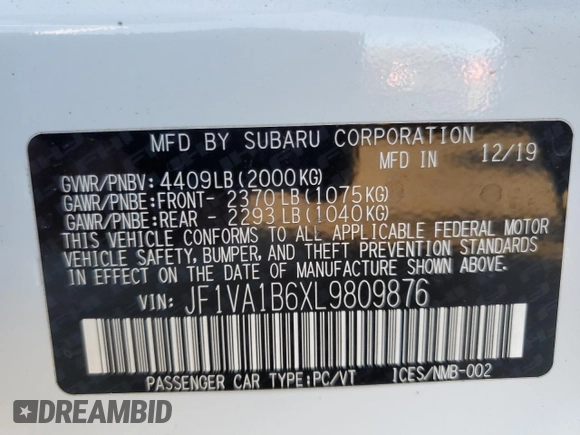 MFD BY SUBARU CORPORATION
MFD IN 12/19
GVWR/PNBV: 4409LB(2000KG)
GAWR/PNBE:FRONT- 2370LB(1075KG)
GAWR/PNBE:REAR - 2293LB(1040KG)
THIS VEHICLE CONFORMS TO ALL APPLICABLE FEDERAL MOTOR
VEHICLE SAFETY, BUMPER, AND THEFT PREVENTION STANDARDS
IN EFFECT ON THE DATE OF MANUFACTURE SHOWN ABOVE.
VIN: JF1VA1B6XL9809876
PASSENGER CAR TYPE:PC/VT ICES/NMB-002
DREAMBID